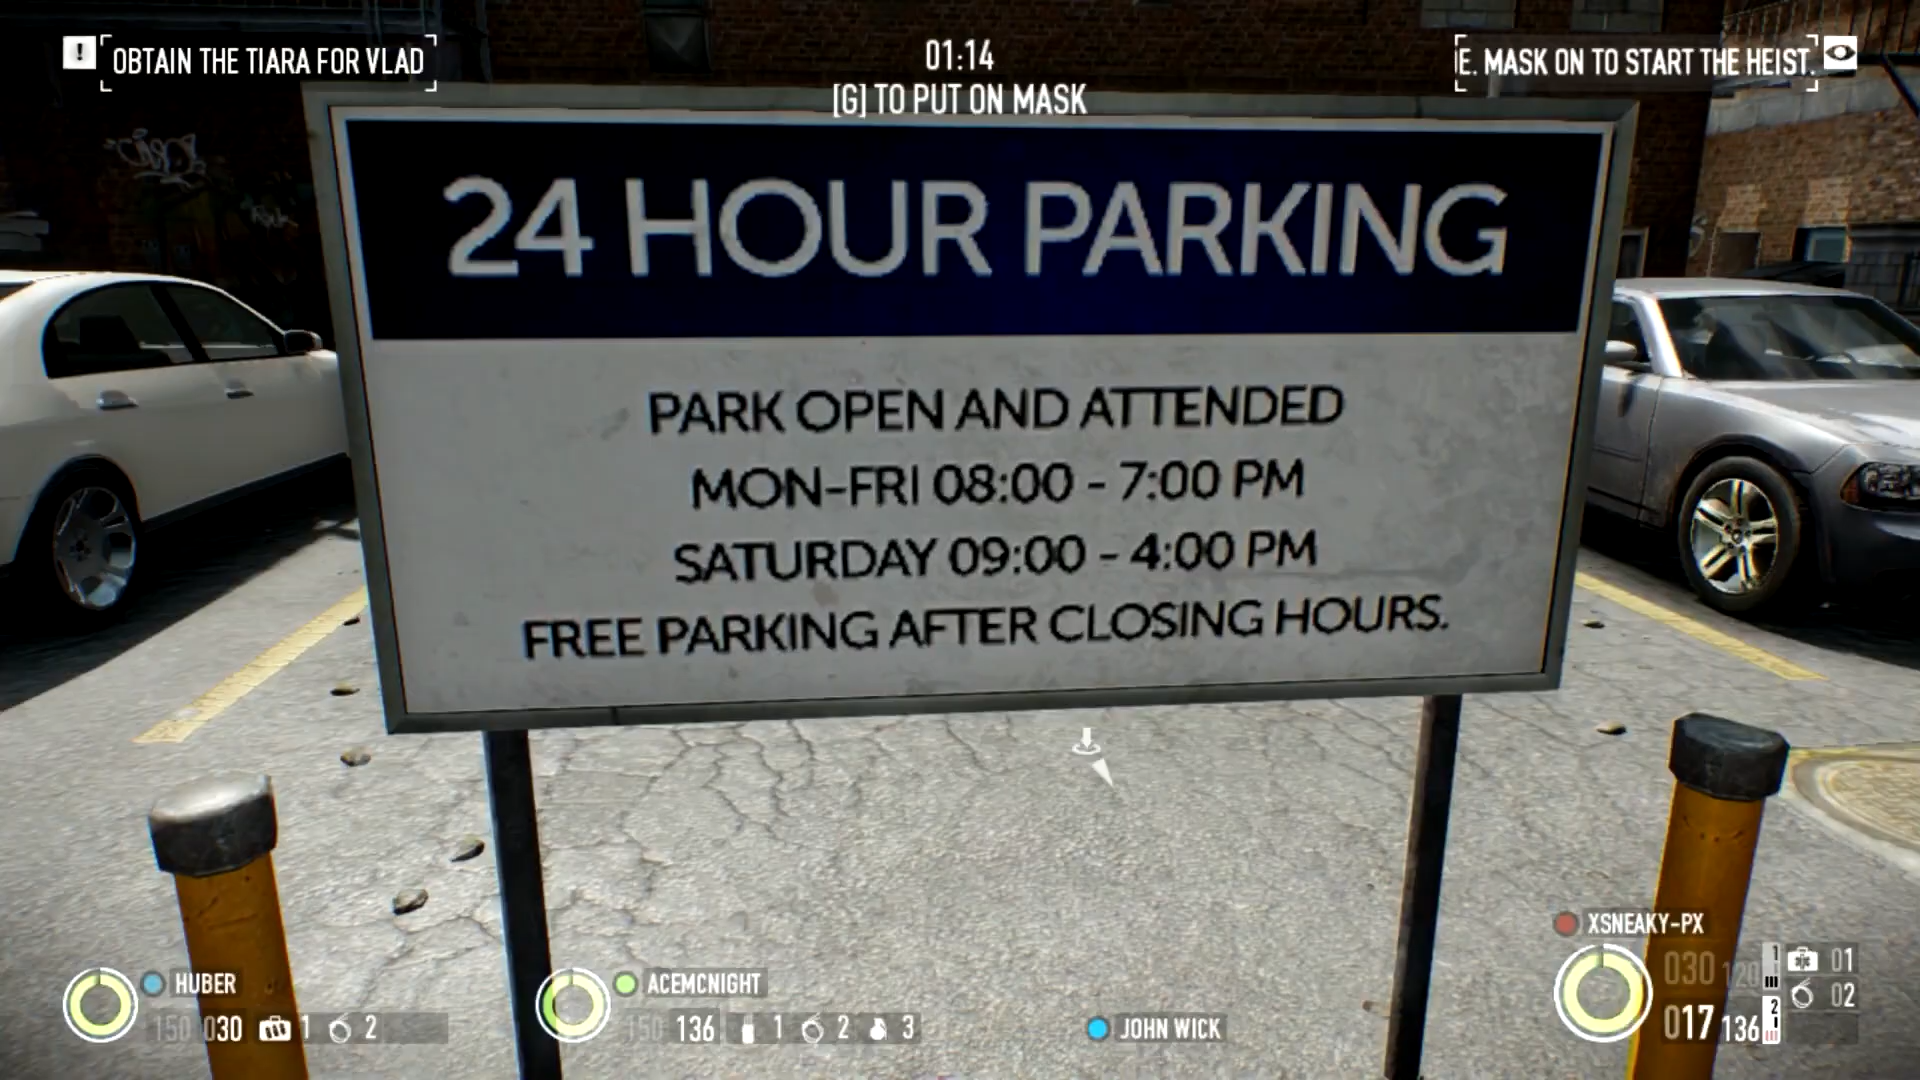 OBTAIN THE TIARA FOR VLAD
01:14
[G] TO PUT ON MASK
E. MASK ON TO START THE HEIST.
24 HOUR PARKING
PARK OPEN AND ATTENDED
MON-FRI 08:00 - 7:00 PM
SATURDAY 09:00 - 4:00 PM
FREE PARKING AFTER CLOSING HOURS.
HUBER
150 030 1 2
ACEMCNIGHT
150 136 1 2 3
JOHN WICK
XSNEAKY-PX
030 120 1 01
017 136 2 1 02